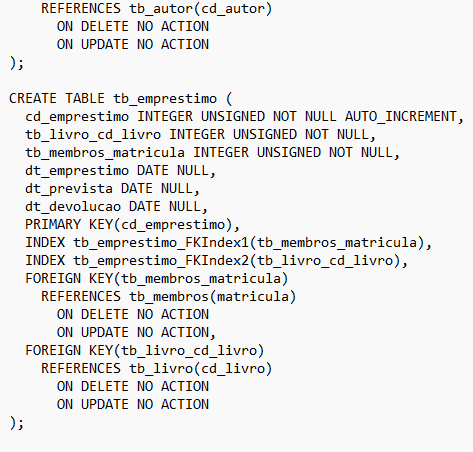 REFERENCES tb_autor(cd_autor)
      ON DELETE NO ACTION
      ON UPDATE NO ACTION
);
CREATE TABLE tb_emprestimo (
  cd_emprestimo INTEGER UNSIGNED NOT NULL AUTO_INCREMENT,
  tb_livro_cd_livro INTEGER UNSIGNED NOT NULL,
  tb_membros_matricula INTEGER UNSIGNED NOT NULL,
  dt_emprestimo DATE NULL,
  dt_prevista DATE NULL,
  dt_devolucao DATE NULL,
  PRIMARY KEY(cd_emprestimo),
  INDEX tb_emprestimo_FKIndex1(tb_membros_matricula),
  INDEX tb_emprestimo_FKIndex2(tb_livro_cd_livro),
  FOREIGN KEY(tb_membros_matricula)
    REFERENCES tb_membros(matricula)
      ON DELETE NO ACTION
      ON UPDATE NO ACTION,
  FOREIGN KEY(tb_livro_cd_livro)
    REFERENCES tb_livro(cd_livro)
      ON DELETE NO ACTION
      ON UPDATE NO ACTION
);